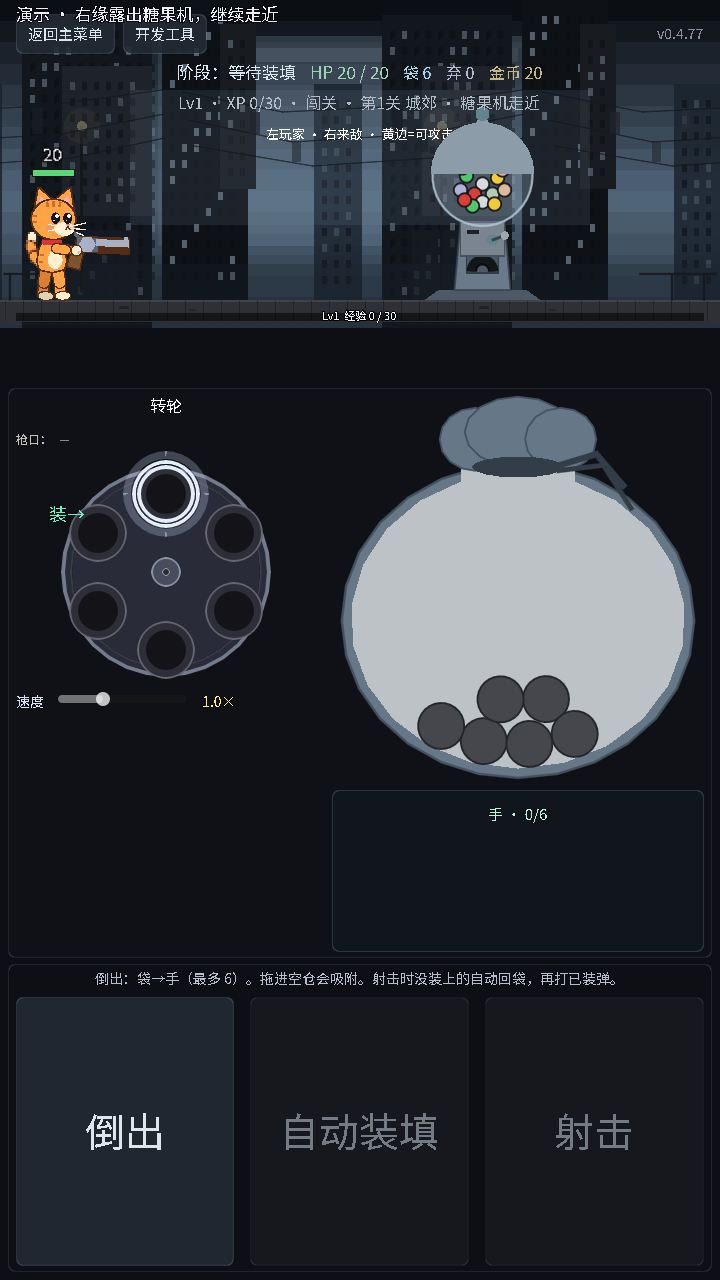 演示 · 右缘露出糖果机，继续走近
返回主菜单 开发工具 v0.4.77
阶段：等待装填 HP 20 / 20 袋 6 弃 0 金币 20
Lv1 · XP 0/30 · 闯关 · 第1关 城郊 · 糖果机走近
左玩家 · 右来敌 · 黄边=可攻击
20
Lv1 经验 0 / 30
转轮
枪口： —
装→
速度 1.0×
手 · 0/6
倒出：袋→手（最多 6）。拖进空仓会吸附。射击时没装上的自动回袋，再打已装弹。
倒出 自动装填 射击